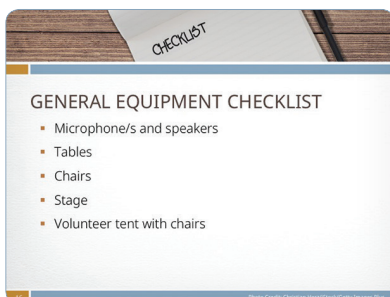 CHECKLIST
GENERAL EQUIPMENT CHECKLIST
Microphone/s and speakers
Tables
Chairs
Stage
Volunteer tent with chairs